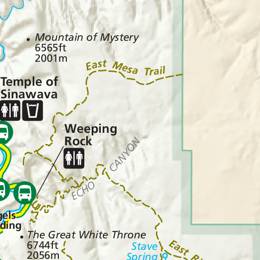 Mountain of Mystery
6565ft
2001m
East Mesa Trail
Temple of
Sinawava
Weeping
Rock
ECHO CANYON
The Great White Throne
6744ft
2056m
Stave
Spring
East